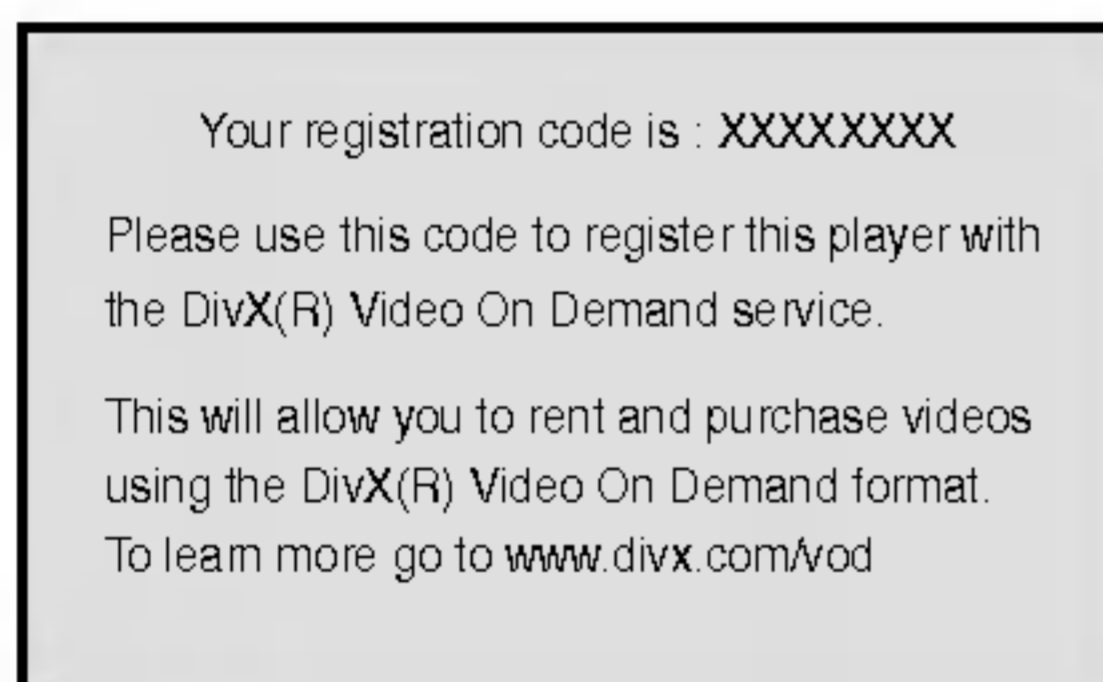 Your registration code is : XXXXXXXX
Please use this code to register this player with
the DivX(R) Video On Demand service.
This will allow you to rent and purchase videos
using the DivX(R) Video On Demand format.
To learn more go to www.divx.com/vod